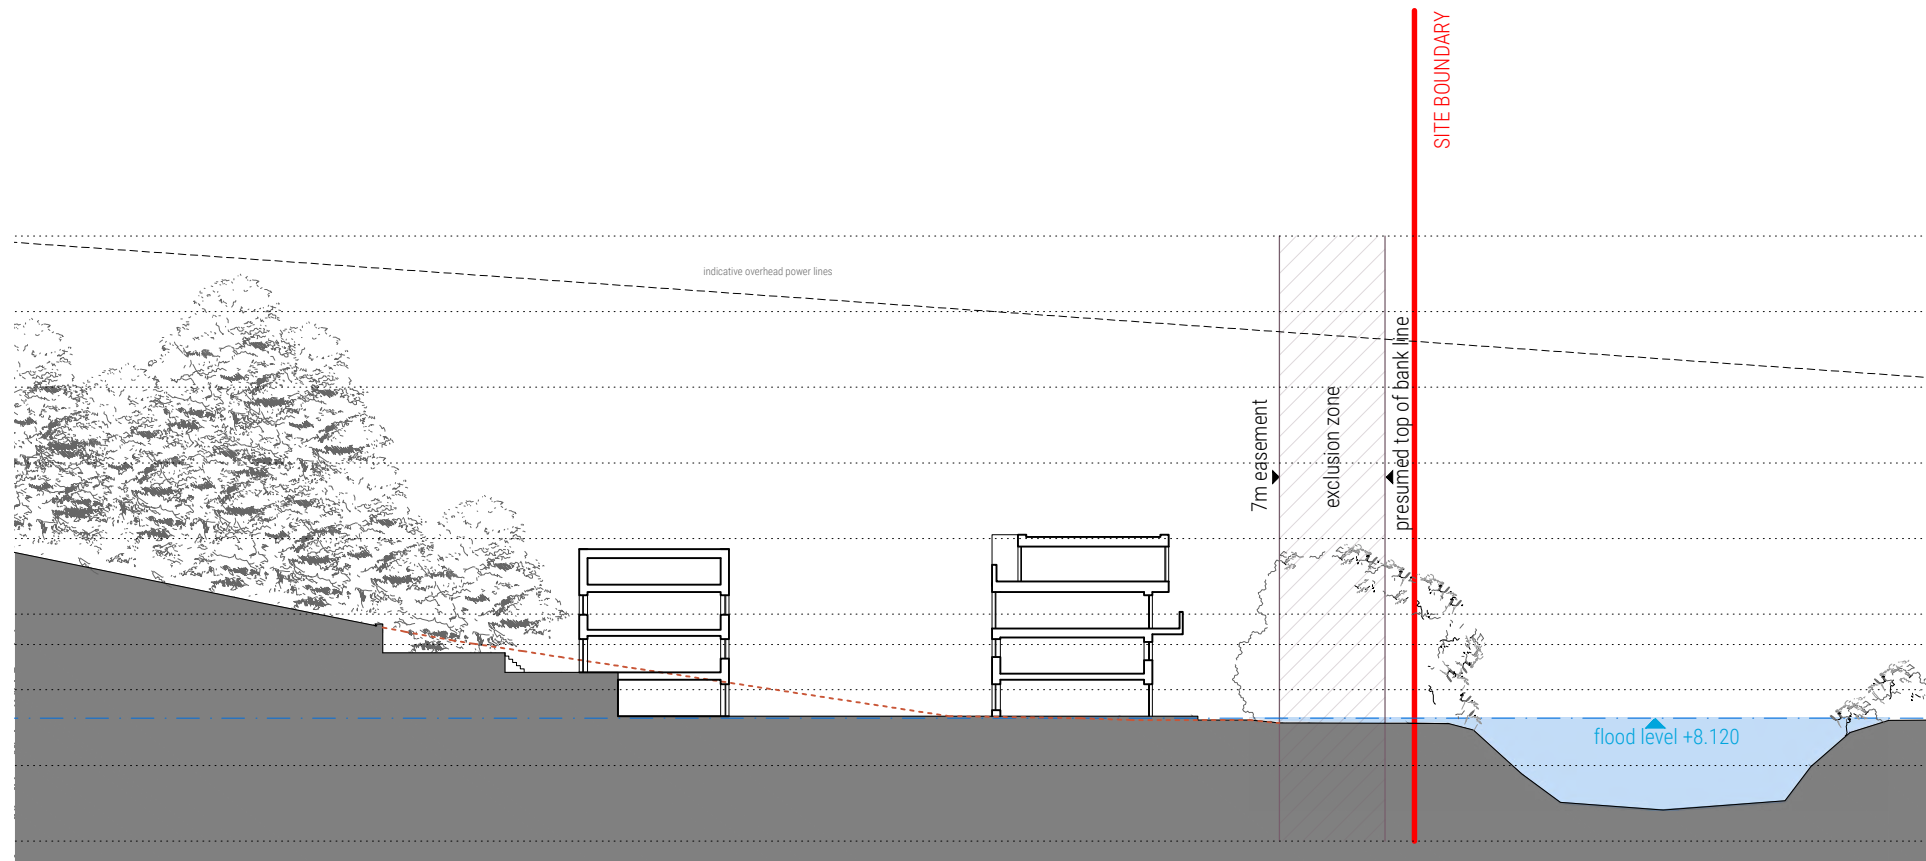 SITE BOUNDARY
indicative overhead power lines
7m easement
exclusion zone
presumed top of bank line
flood level +8.120